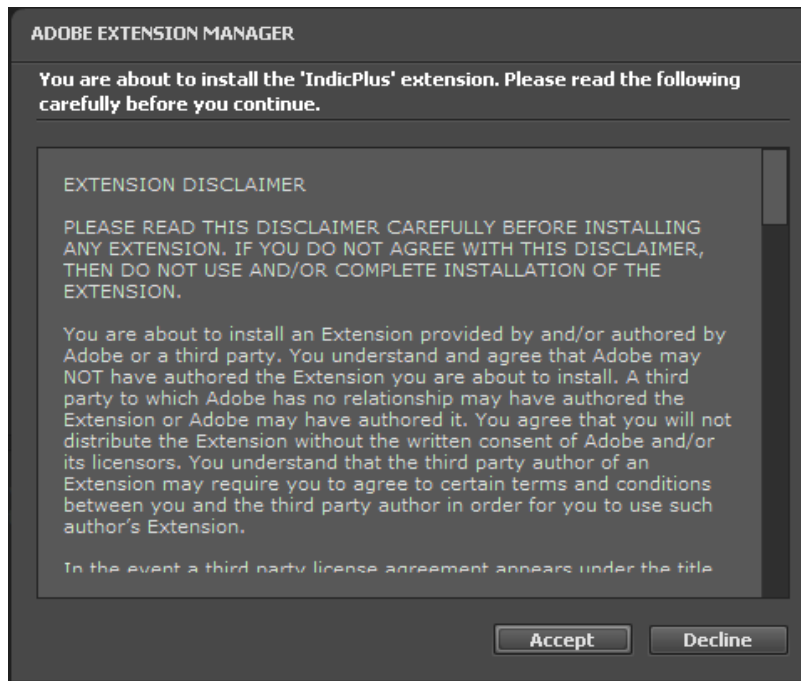 ADOBE EXTENSION MANAGER
You are about to install the 'IndicPlus' extension. Please read the following
carefully before you continue.
EXTENSION DISCLAIMER
PLEASE READ THIS DISCLAIMER CAREFULLY BEFORE INSTALLING
ANY EXTENSION. IF YOU DO NOT AGREE WITH THIS DISCLAIMER,
THEN DO NOT USE AND/OR COMPLETE INSTALLATION OF THE
EXTENSION.
You are about to install an Extension provided by and/or authored by
Adobe or a third party. You understand and agree that Adobe may
NOT have authored the Extension you are about to install. A third
party to which Adobe has no relationship may have authored the
Extension or Adobe may have authored it. You agree that you will not
distribute the Extension without the written consent of Adobe and/or
its licensors. You understand that the third party author of an
Extension may require you to agree to certain terms and conditions
between you and the third party author in order for you to use such
author’s Extension.
In the event a third party license agreement appears under the title
Accept Decline